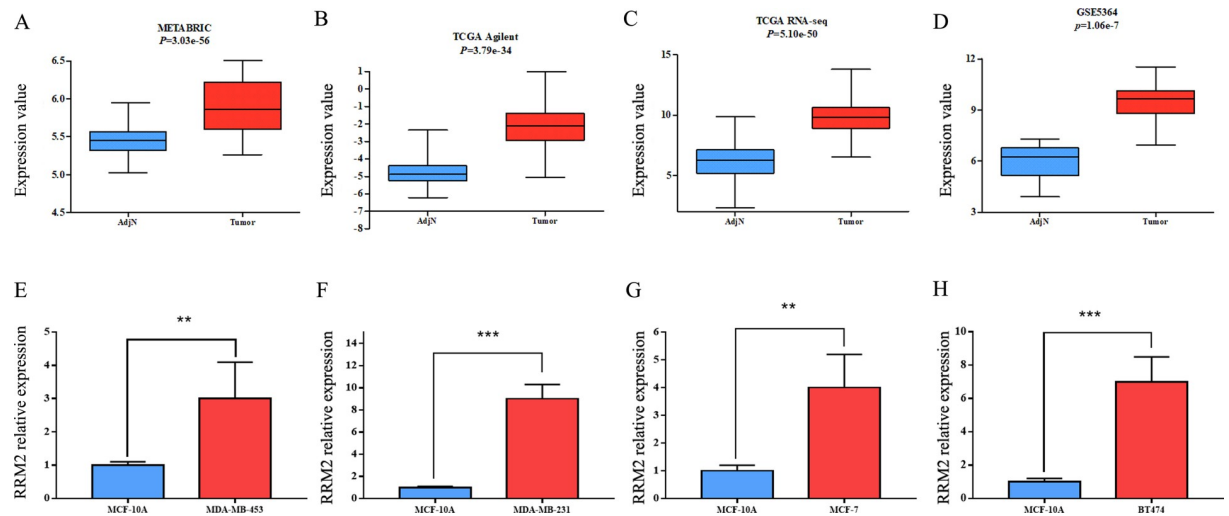 A
METABRIC
P=3.03e-56
Expression value
6.5
6.0
5.5
5.0
4.5
AdjN
Tumor
B
TCGA Agilent
P=3.79e-34
Expression value
1
0
-1
-2
-3
-4
-5
-6
-7
-8
AdjN
Tumor
C
TCGA RNA-seq
P=5.10e-50
Expression value
15
10
5
AdjN
Tumor
D
GSE5364
p=1.06e-7
Expression value
12
9
6
3
AdjN
Tumor
E
**
RRM2 relative expression
5
4
3
2
1
0
MCF-10A
MDA-MB-453
F
***
RRM2 relative expression
14
12
10
8
6
4
2
0
MCF-10A
MDA-MB-231
G
**
RRM2 relative expression
6
5
4
3
2
1
0
MCF-10A
MCF-7
H
***
RRM2 relative expression
10
8
6
4
2
0
MCF-10A
BT474